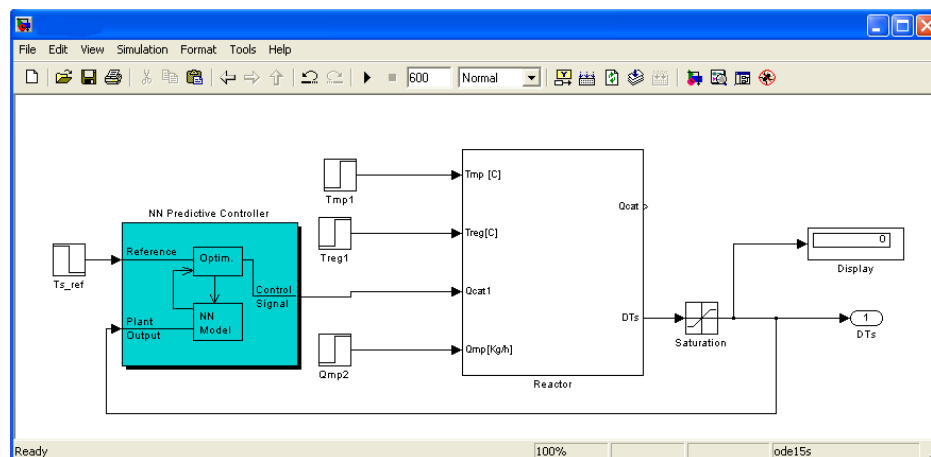 File Edit View Simulation Format Tools Help
600 Normal
Tmp1
Treg1
NN Predictive Controller
Reference
Optim.
Control
Signal
NN
Model
Plant
Output
Ts_ref
Qmp2
Tmp [C]
Treg[C]
Qcat1
Qmp[Kg/h]
Qcat
DTs
Reactor
Saturation
0
Display
1
DTs
Ready 100% ode15s